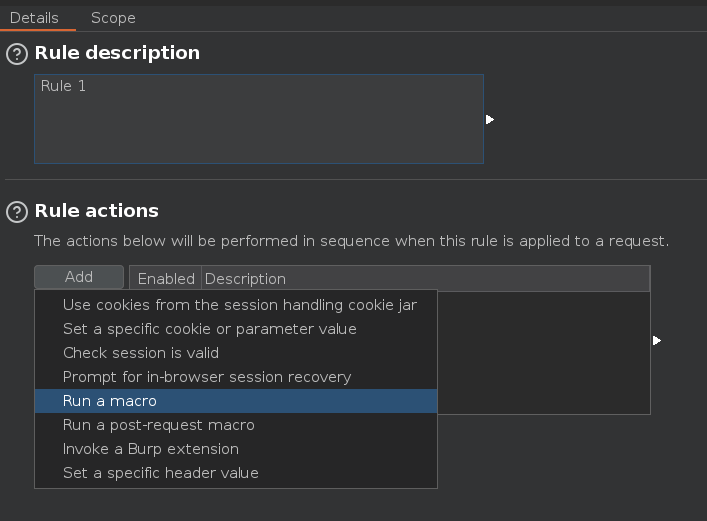 Details Scope
Rule description
Rule 1
Rule actions
The actions below will be performed in sequence when this rule is applied to a request.
Add Enabled Description
Use cookies from the session handling cookie jar
Set a specific cookie or parameter value
Check session is valid
Prompt for in-browser session recovery
Run a macro
Run a post-request macro
Invoke a Burp extension
Set a specific header value